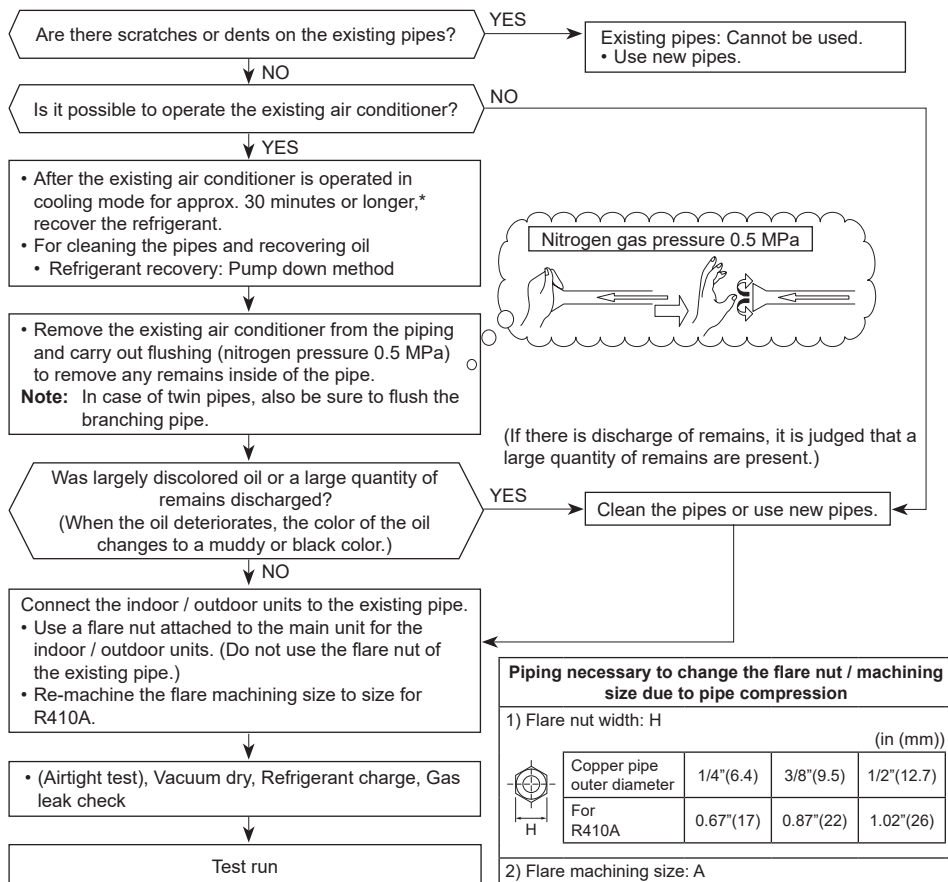 Are there scratches or dents on the existing pipes?
YES
Existing pipes: Cannot be used.
• Use new pipes.
NO
Is it possible to operate the existing air conditioner?
NO
YES
• After the existing air conditioner is operated in
cooling mode for approx. 30 minutes or longer,*
recover the refrigerant.
• For cleaning the pipes and recovering oil
• Refrigerant recovery: Pump down method
Nitrogen gas pressure 0.5 MPa
• Remove the existing air conditioner from the piping
and carry out flushing (nitrogen pressure 0.5 MPa)
to remove any remains inside of the pipe.
Note: In case of twin pipes, also be sure to flush the
branching pipe.
(If there is discharge of remains, it is judged that a
large quantity of remains are present.)
Was largely discolored oil or a large quantity of
remains discharged?
(When the oil deteriorates, the color of the oil
changes to a muddy or black color.)
YES
Clean the pipes or use new pipes.
NO
Connect the indoor / outdoor units to the existing pipe.
• Use a flare nut attached to the main unit for the
indoor / outdoor units. (Do not use the flare nut of
the existing pipe.)
• Re-machine the flare machining size to size for
R410A.
• (Airtight test), Vacuum dry, Refrigerant charge, Gas
leak check
Test run
Piping necessary to change the flare nut / machining
size due to pipe compression
1) Flare nut width: H
(in (mm))
Copper pipe
outer diameter
1/4"(6.4)
3/8"(9.5)
1/2"(12.7)
H
For
R410A
0.67"(17)
0.87"(22)
1.02"(26)
2) Flare machining size: A